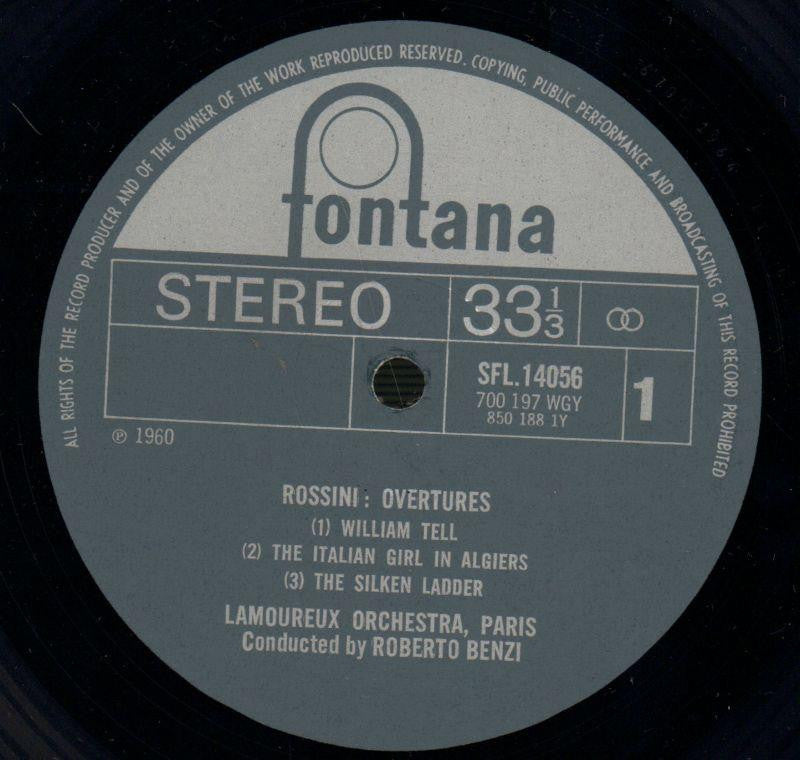 ALL RIGHTS OF THE RECORD PRODUCER AND OF THE OWNER OF THE WORK REPRODUCED RESERVED. COPYING, PUBLIC PERFORMANCE AND BROADCASTING OF THIS RECORD PROHIBITED
fontana
STEREO
33 1/3
SFL.14056
700 197 WGY
850 188 1Y
1
℗ 1960
ROSSINI: OVERTURES
(1) WILLIAM TELL
(2) THE ITALIAN GIRL IN ALGIERS
(3) THE SILKEN LADDER
LAMOUREUX ORCHESTRA, PARIS
Conducted by ROBERTO BENZI